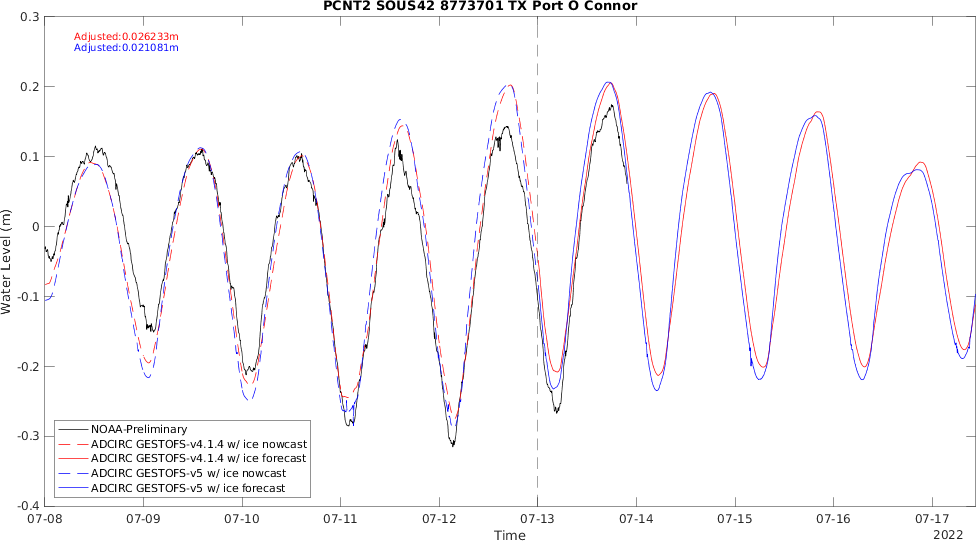 PCNT2 SOUS42 8773701 TX Port O Connor
Adjusted:0.026233m
Adjusted:0.021081m
0.3
0.2
0.1
0
-0.1
-0.2
-0.3
-0.4
Water Level (m)
NOAA-Preliminary
ADCIRC GESTOFS-v4.1.4 w/ ice nowcast
ADCIRC GESTOFS-v4.1.4 w/ ice forecast
ADCIRC GESTOFS-v5 w/ ice nowcast
ADCIRC GESTOFS-v5 w/ ice forecast
07-08 07-09 07-10 07-11 07-12 07-13 07-14 07-15 07-16 07-17
Time
2022